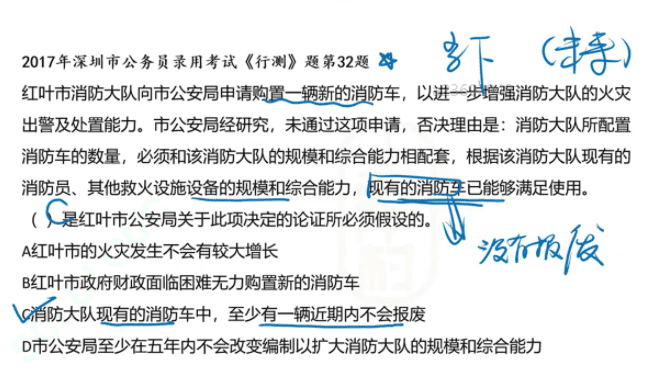 2017年深圳市公务员录用考试《行测》题第32题
当下 (未来)
红叶市消防大队向市公安局申请购置一辆新的消防车，以进一步增强消防大队的火灾
出警及处置能力。市公安局经研究，未通过这项申请，否决理由是：消防大队所配置
消防车的数量，必须和该消防大队的规模和综合能力相配套，根据该消防大队现有的
消防员、其他救火设施设备的规模和综合能力，现有的消防车已能够满足使用。
（C）是红叶市公安局关于此项决定的论证所必须假设的。
没有报废
A红叶市的火灾发生不会有较大增长
B红叶市政府财政面临困难无力购置新的消防车
C消防大队现有的消防车中，至少有一辆近期内不会报废
D市公安局至少在五年内不会改变编制以扩大消防大队的规模和综合能力